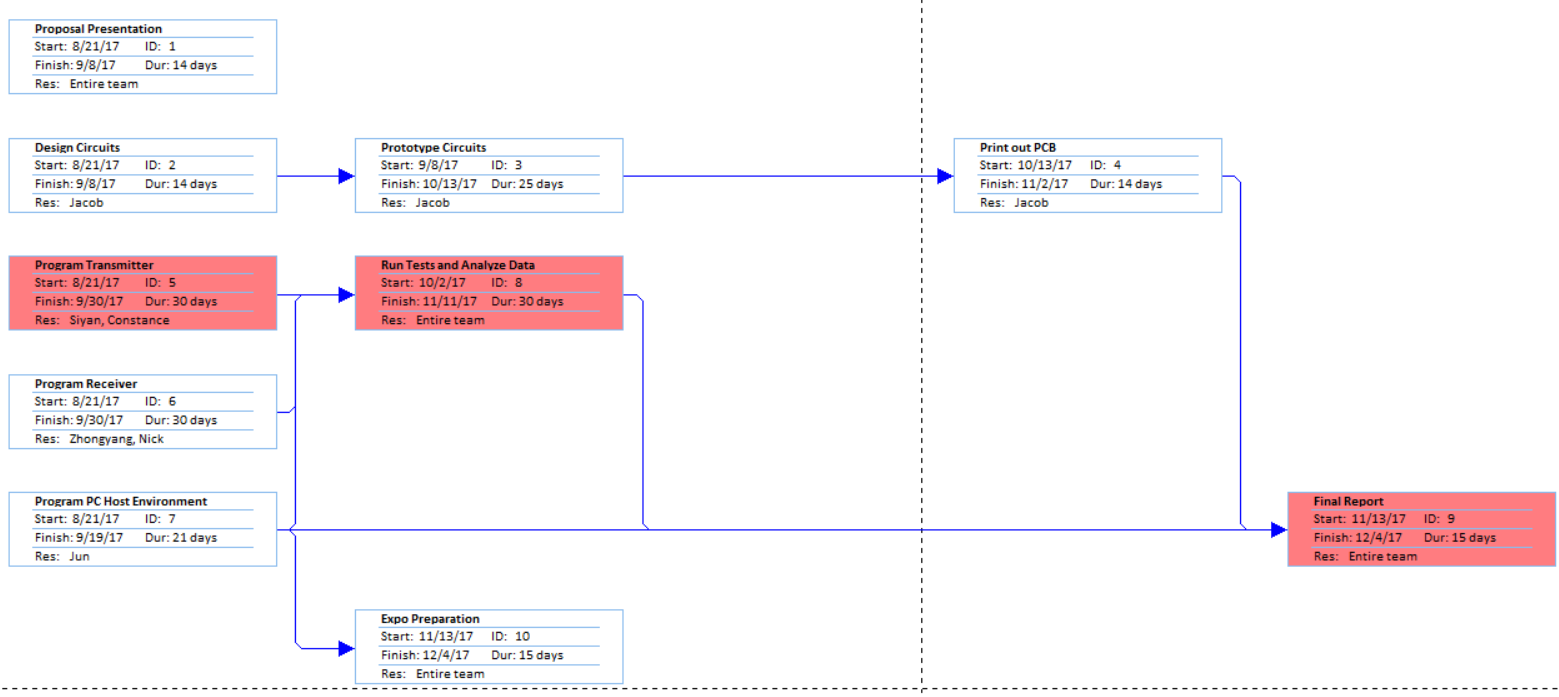 Proposal Presentation
Start: 8/21/17 ID: 1
Finish: 9/8/17 Dur: 14 days
Res: Entire team
Design Circuits
Start: 8/21/17 ID: 2
Finish: 9/8/17 Dur: 14 days
Res: Jacob
Prototype Circuits
Start: 9/8/17 ID: 3
Finish: 10/13/17 Dur: 25 days
Res: Jacob
Print out PCB
Start: 10/13/17 ID: 4
Finish: 11/2/17 Dur: 14 days
Res: Jacob
Program Transmitter
Start: 8/21/17 ID: 5
Finish: 9/30/17 Dur: 30 days
Res: Siyan, Constance
Run Tests and Analyze Data
Start: 10/2/17 ID: 8
Finish: 11/11/17 Dur: 30 days
Res: Entire team
Program Receiver
Start: 8/21/17 ID: 6
Finish: 9/30/17 Dur: 30 days
Res: Zhongyang, Nick
Program PC Host Environment
Start: 8/21/17 ID: 7
Finish: 9/19/17 Dur: 21 days
Res: Jun
Final Report
Start: 11/13/17 ID: 9
Finish: 12/4/17 Dur: 15 days
Res: Entire team
Expo Preparation
Start: 11/13/17 ID: 10
Finish: 12/4/17 Dur: 15 days
Res: Entire team